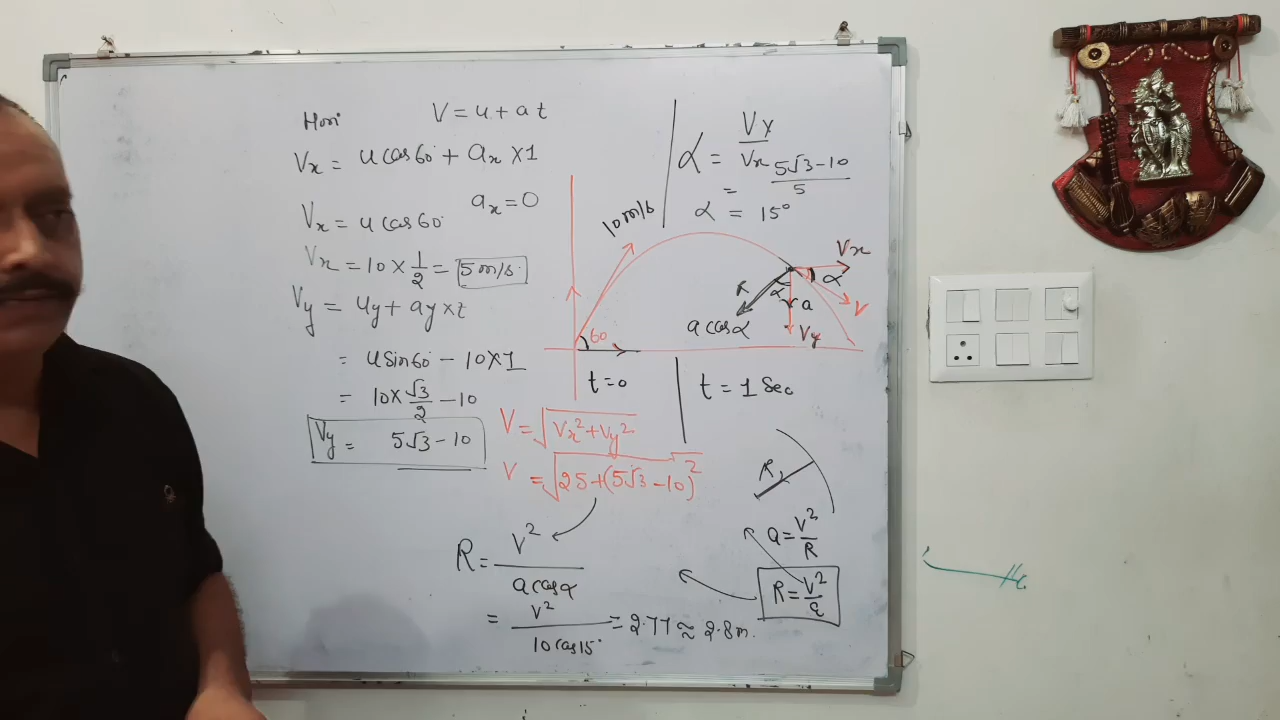 Hori V = u + at
Vx = u cos 60 + ax × 1
ax = 0
Vx = u cos 60
Vx = 10 × 1/2 = 5 m/s.
Vy = uy + ay × t
= u sin 60 - 10 × 1
= 10 × √3/2 - 10
Vy = 5√3 - 10
α = Vy/Vx
= 5√3 - 10/5
α = 15°
10 m/s
Vx
α
V
α
a
Vy
a cos α
R
60
t = 0
t = 1 Sec
V = √Vx² + Vy²
V = √25 + (5√3 - 10)²
R,
a = V²/R
R = V²/a
R = V²/a cos α
= V²/10 cos 15° = 2.77 ≈ 2.8 m.